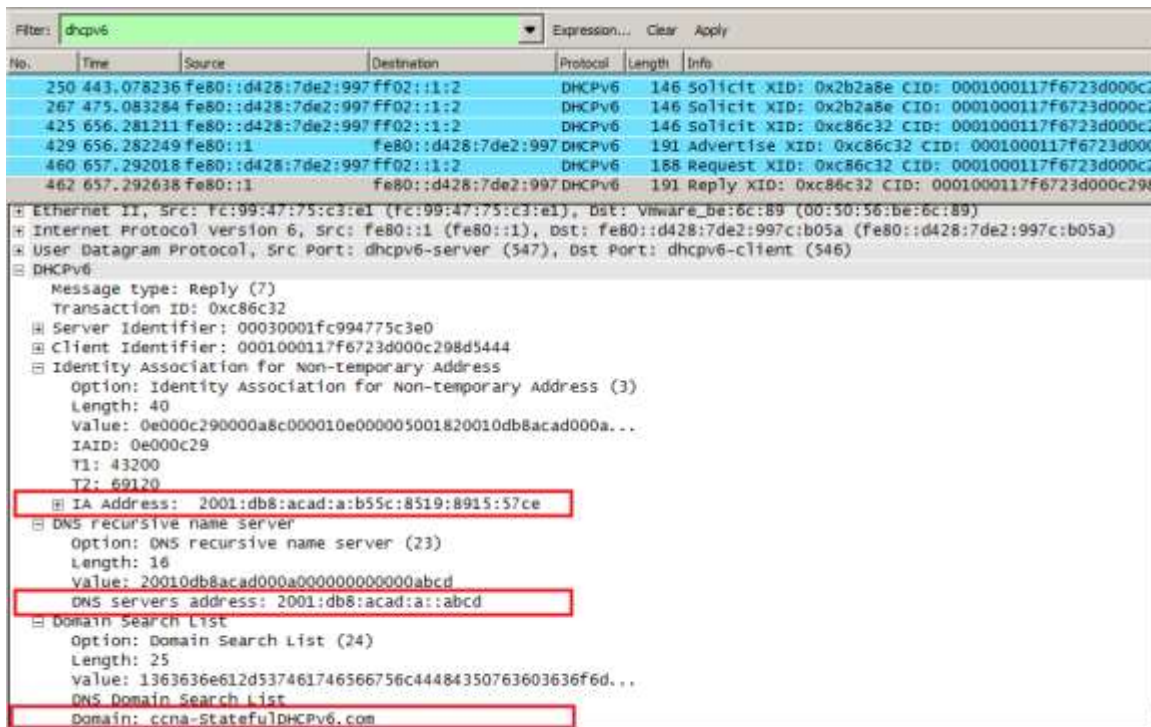 Filter: dhcpv6 Expression... Clear Apply
No. Time Source Destination Protocol Length Info
250 443.078236 fe80::d428:7de2:997 ff02::1:2 DHCPv6 146 Solicit XID: 0x2b2a8e CID: 0001000117f6723d000c2
267 475.083284 fe80::d428:7de2:997 ff02::1:2 DHCPv6 146 Solicit XID: 0x2b2a8e CID: 0001000117f6723d000c2
425 656.281211 fe80::d428:7de2:997 ff02::1:2 DHCPv6 146 Solicit XID: 0xc86c32 CID: 0001000117f6723d000c2
429 656.282249 fe80::1 fe80::d428:7de2:997 DHCPv6 191 Advertise XID: 0xc86c32 CID: 0001000117f6723d000
460 657.292018 fe80::d428:7de2:997 ff02::1:2 DHCPv6 188 Request XID: 0xc86c32 CID: 0001000117f6723d000c2
462 657.292638 fe80::1 fe80::d428:7de2:997 DHCPv6 191 Reply XID: 0xc86c32 CID: 0001000117f6723d000c298
Ethernet II, Src: fc:99:47:75:c3:e1 (fc:99:47:75:c3:e1), Dst: Vmware_be:6c:89 (00:50:56:be:6c:89)
Internet Protocol Version 6, Src: fe80::1 (fe80::1), Dst: fe80::d428:7de2:997c:b05a (fe80::d428:7de2:997c:b05a)
User Datagram Protocol, Src Port: dhcpv6-server (547), Dst Port: dhcpv6-client (546)
DHCPv6
Message type: Reply (7)
Transaction ID: 0xc86c32
Server Identifier: 00030001fc994775c3e0
Client Identifier: 0001000117f6723d000c298d5444
Identity Association for Non-temporary Address
Option: Identity Association for Non-temporary Address (3)
Length: 40
Value: 0e000c290000a8c000010e000005001820010db8acad000a...
IAID: 0e000c29
T1: 43200
T2: 69120
IA Address: 2001:db8:acad:a:b55c:8519:8915:57ce
DNS recursive name server
Option: DNS recursive name server (23)
Length: 16
Value: 20010db8acad000a000000000000abcd
DNS servers address: 2001:db8:acad:a::abcd
Domain Search List
Option: Domain Search List (24)
Length: 25
DNS Domain Search List
Domain: ccna-StatefulDHCPv6.com